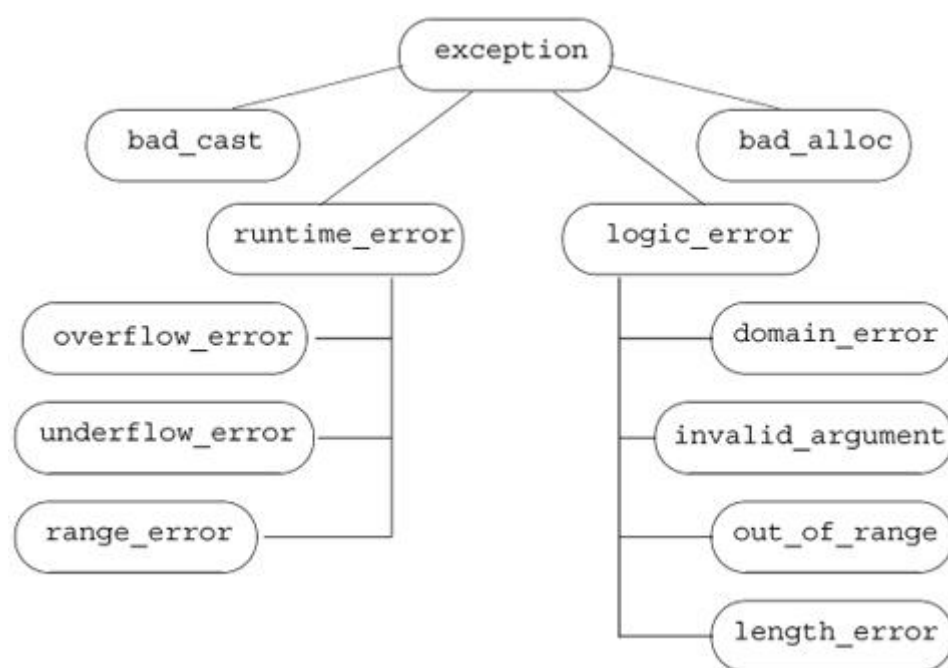 exception
bad_cast
bad_alloc
runtime_error
logic_error
overflow_error
domain_error
underflow_error
invalid_argument
range_error
out_of_range
length_error